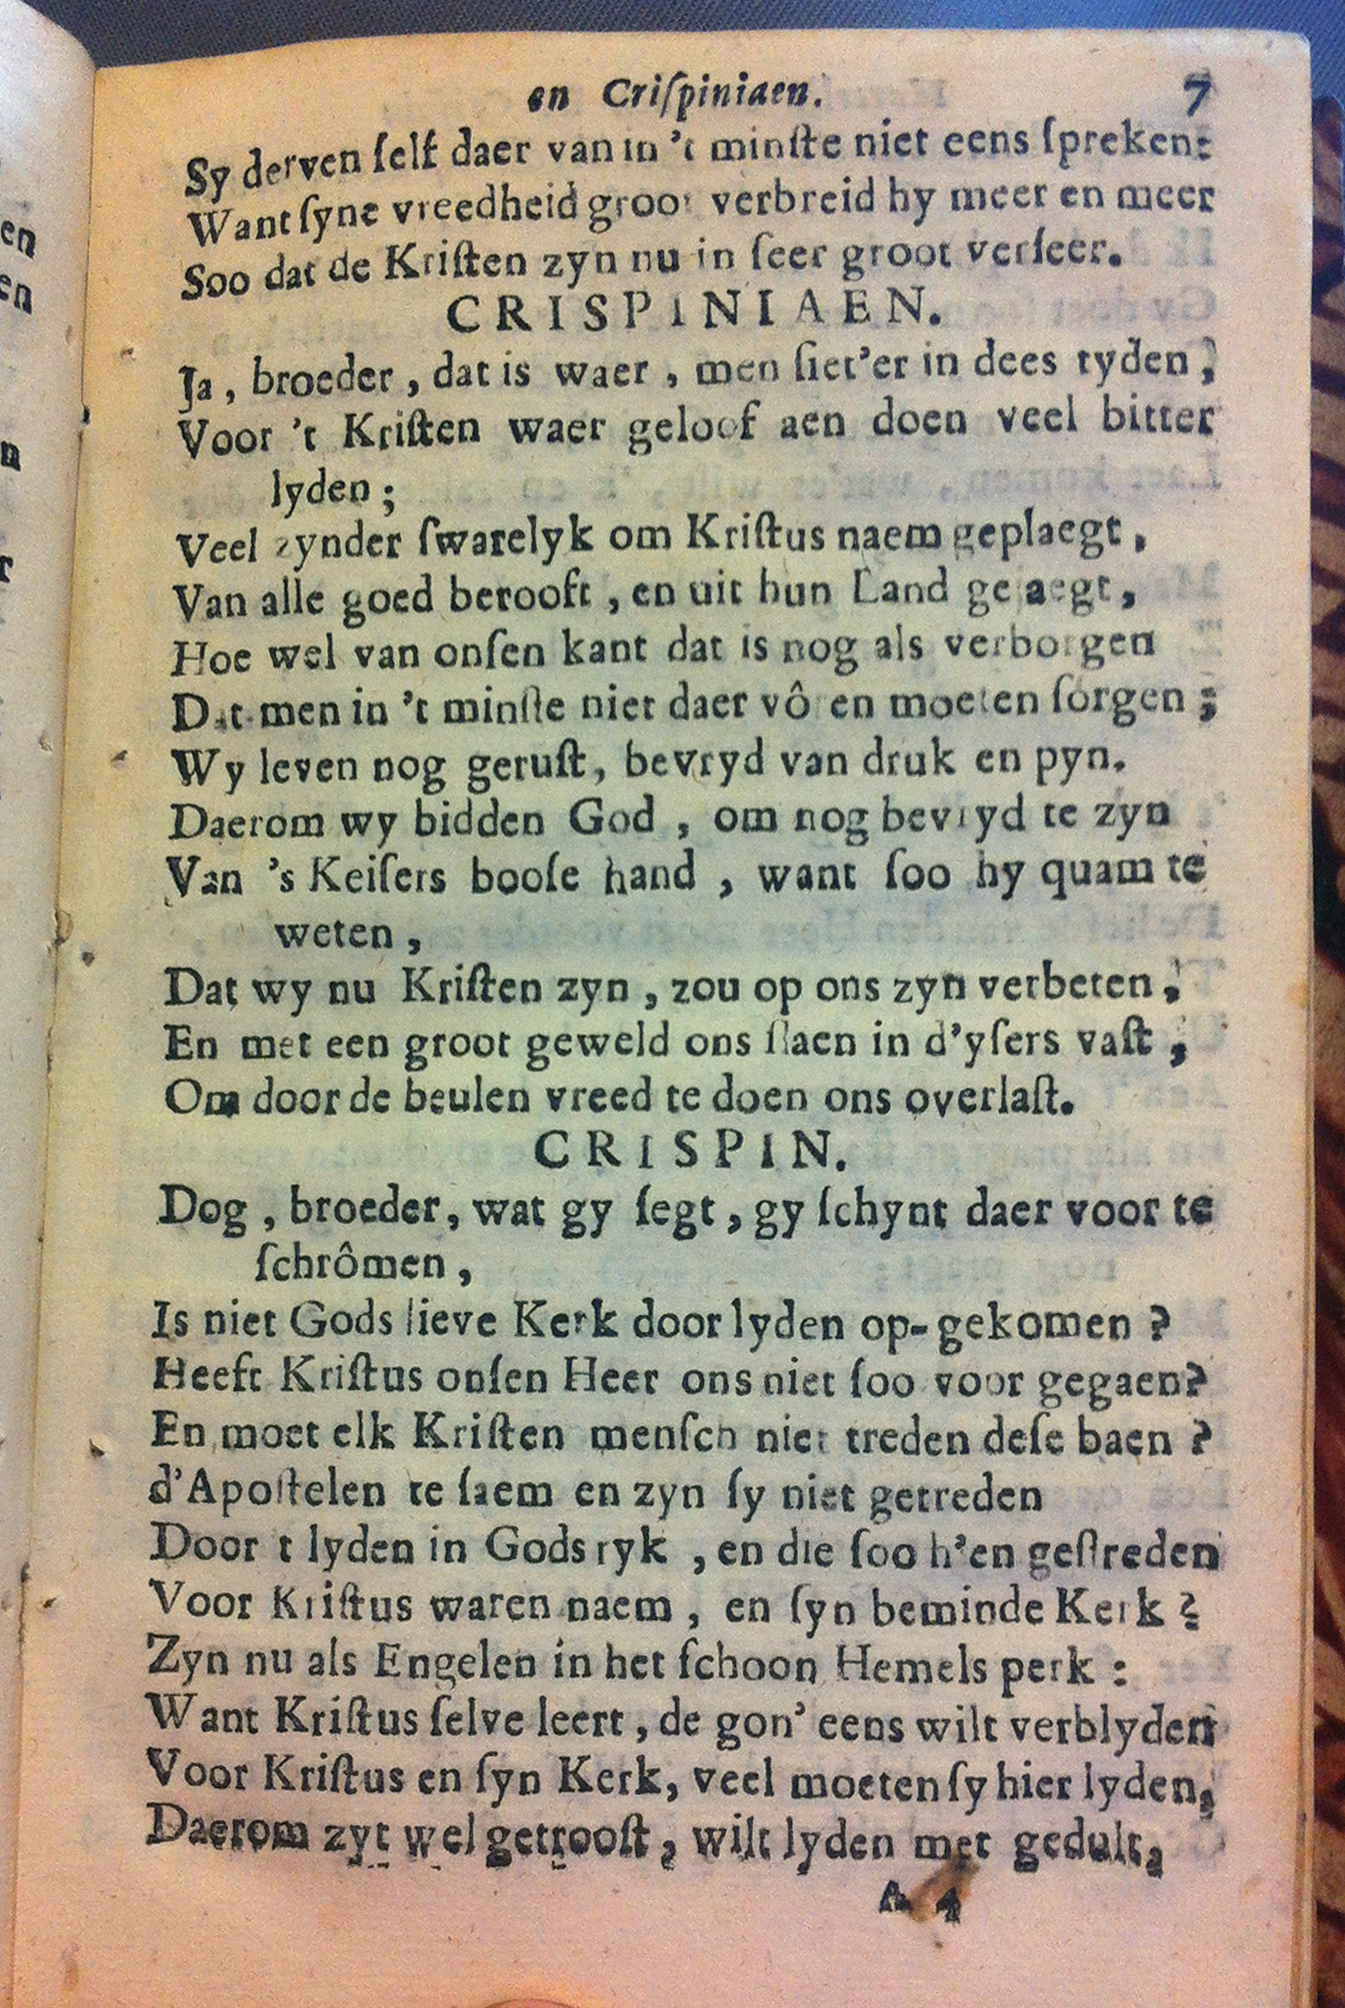 en Criſpiniaen. 7
Sy derven ſelf daer van in 't minſte niet eens ſpreken:
Want ſyne vreedheid groot verbreid hy meer en meer
Soo dat de Kriſten zyn nu in ſeer groot verſeer.
CRISPINIAEN.
Ja, broeder, dat is waer, men ſiet'er in dees tyden,
Voor 't Kriſten waer geloof aen doen veel bitter
lyden;
Veel zynder ſwarelyk om Kriſtus naem geplaegt,
Van alle goed berooft, en uit hun Land gejaegt,
Hoe wel van onſen kant dat is nog als verborgen
Dat men in 't minſte niet daer vôren moeten ſorgen;
Wy leven nog geruſt, bevryd van druk en pyn.
Daerom wy bidden God, om nog bevryd te zyn
Van 's Keiſers booſe hand, want ſoo hy quam te
weten,
Dat wy nu Kriſten zyn, zou op ons zyn verbeten,
En met een groot geweld ons ſlaen in d'yſers vaſt,
Om door de beulen vreed te doen ons overlaſt.
CRISPIN.
Dog, broeder, wat gy ſegt, gy ſchynt daer voor te
ſchrômen,
Is niet Gods lieve Kerk door lyden op-gekomen?
Heeft Kriſtus onſen Heer ons niet ſoo voor gegaen?
En moet elk Kriſten menſch niet treden deſe baen?
d'Apoſtelen te ſaem en zyn ſy niet getreden
Door t lyden in Gods ryk, en die ſoo h'en geſtreden
Voor Kriſtus waren naem, en ſyn beminde Kerk?
Zyn nu als Engelen in het ſchoon Hemels perk:
Want Kriſtus ſelve leert, de gon' eens wilt verblyden
Voor Kriſtus en ſyn Kerk, veel moeten ſy hier lyden,
Daerom zyt wel getrooſt, wilt lyden met gedult,
A 4